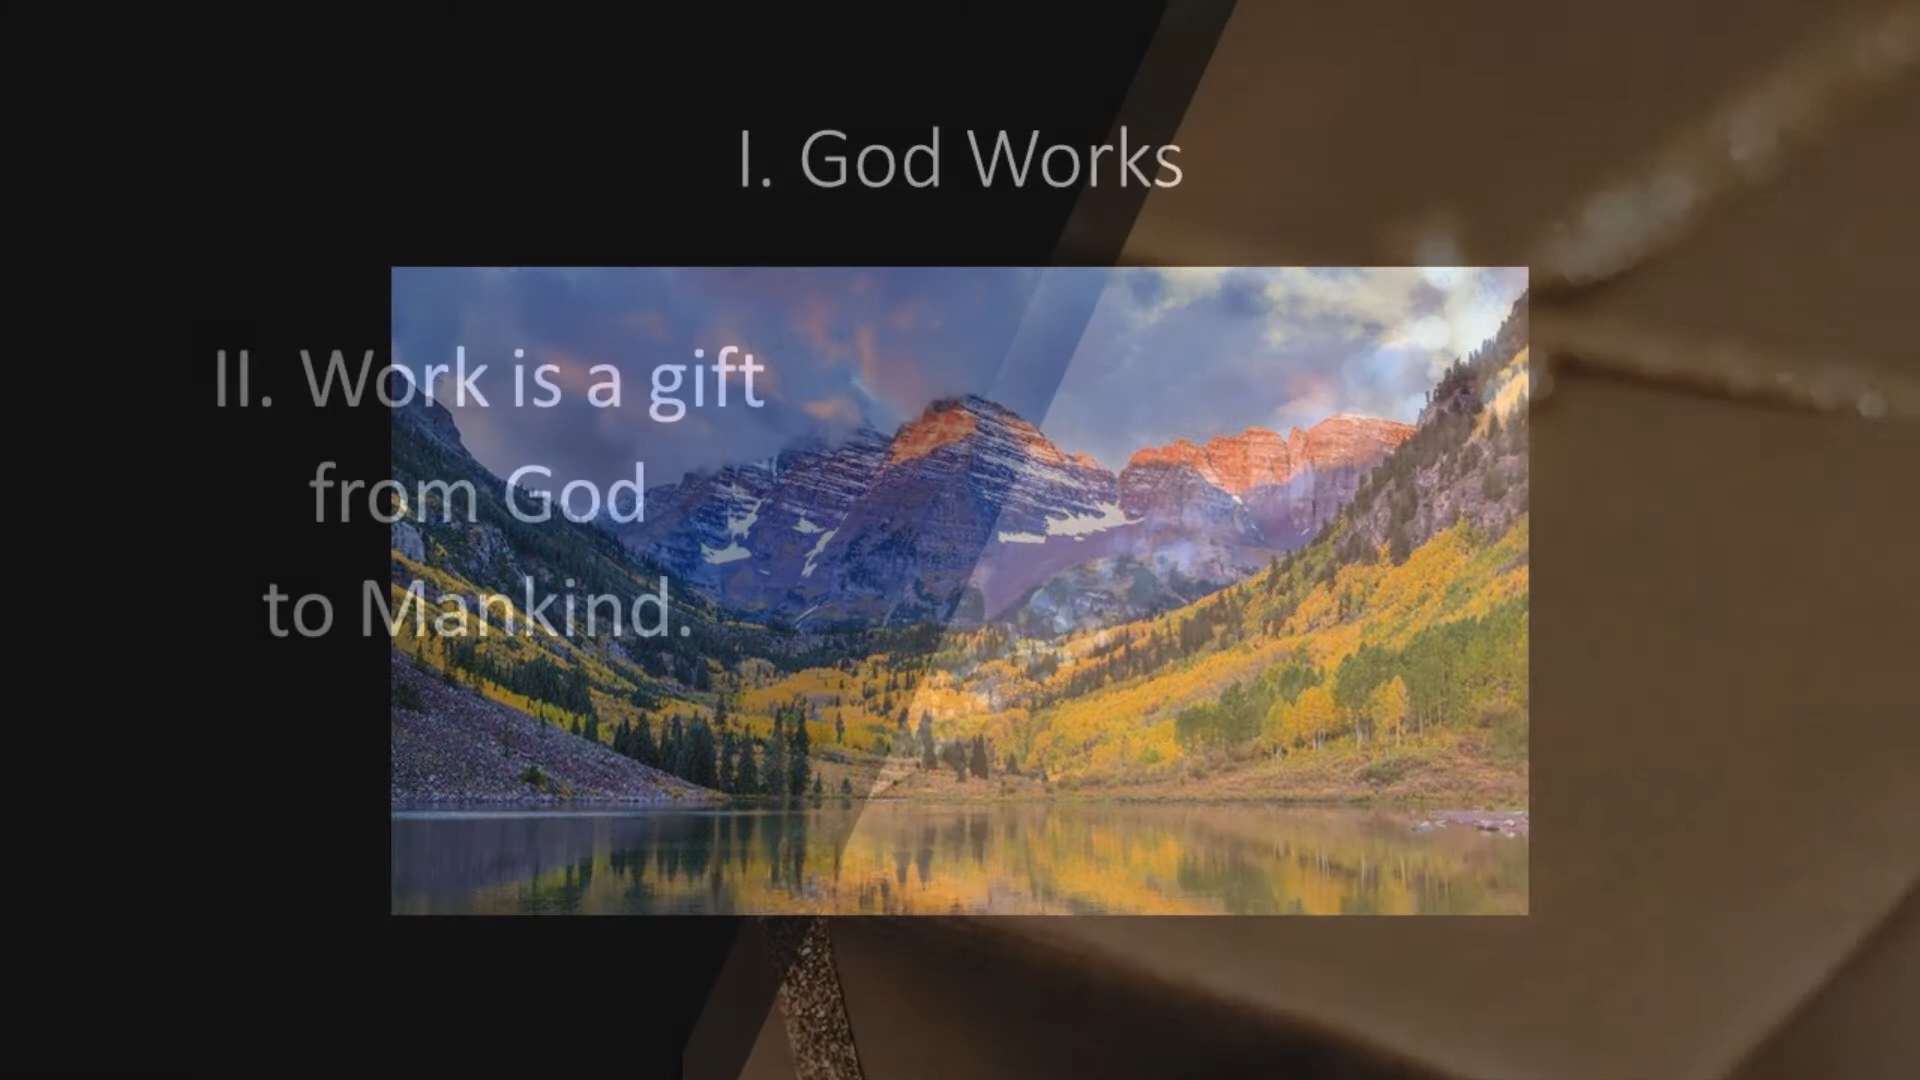 I. God Works
II. Work is a gift
from God
to Mankind.